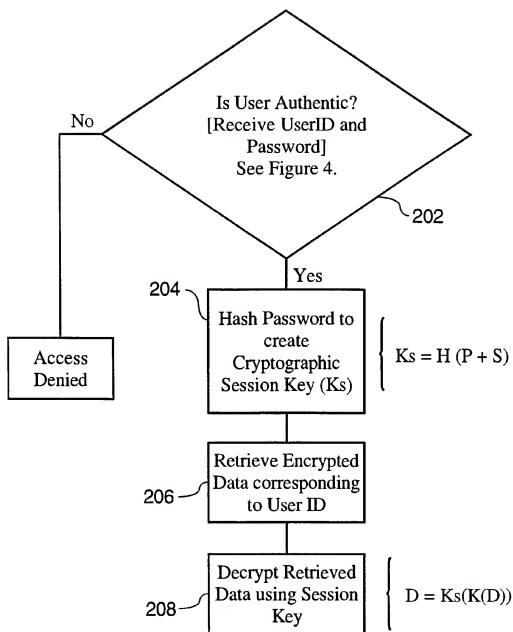 Is User Authentic?
[Receive UserID and
Password]
See Figure 4.
No
202
Yes
204
Hash Password to
create
Cryptographic
Session Key (Ks)
Ks = H (P + S)
Access
Denied
Retrieve Encrypted
Data corresponding
to User ID
206
Decrypt Retrieved
Data using Session
Key
208
D = Ks(K(D))